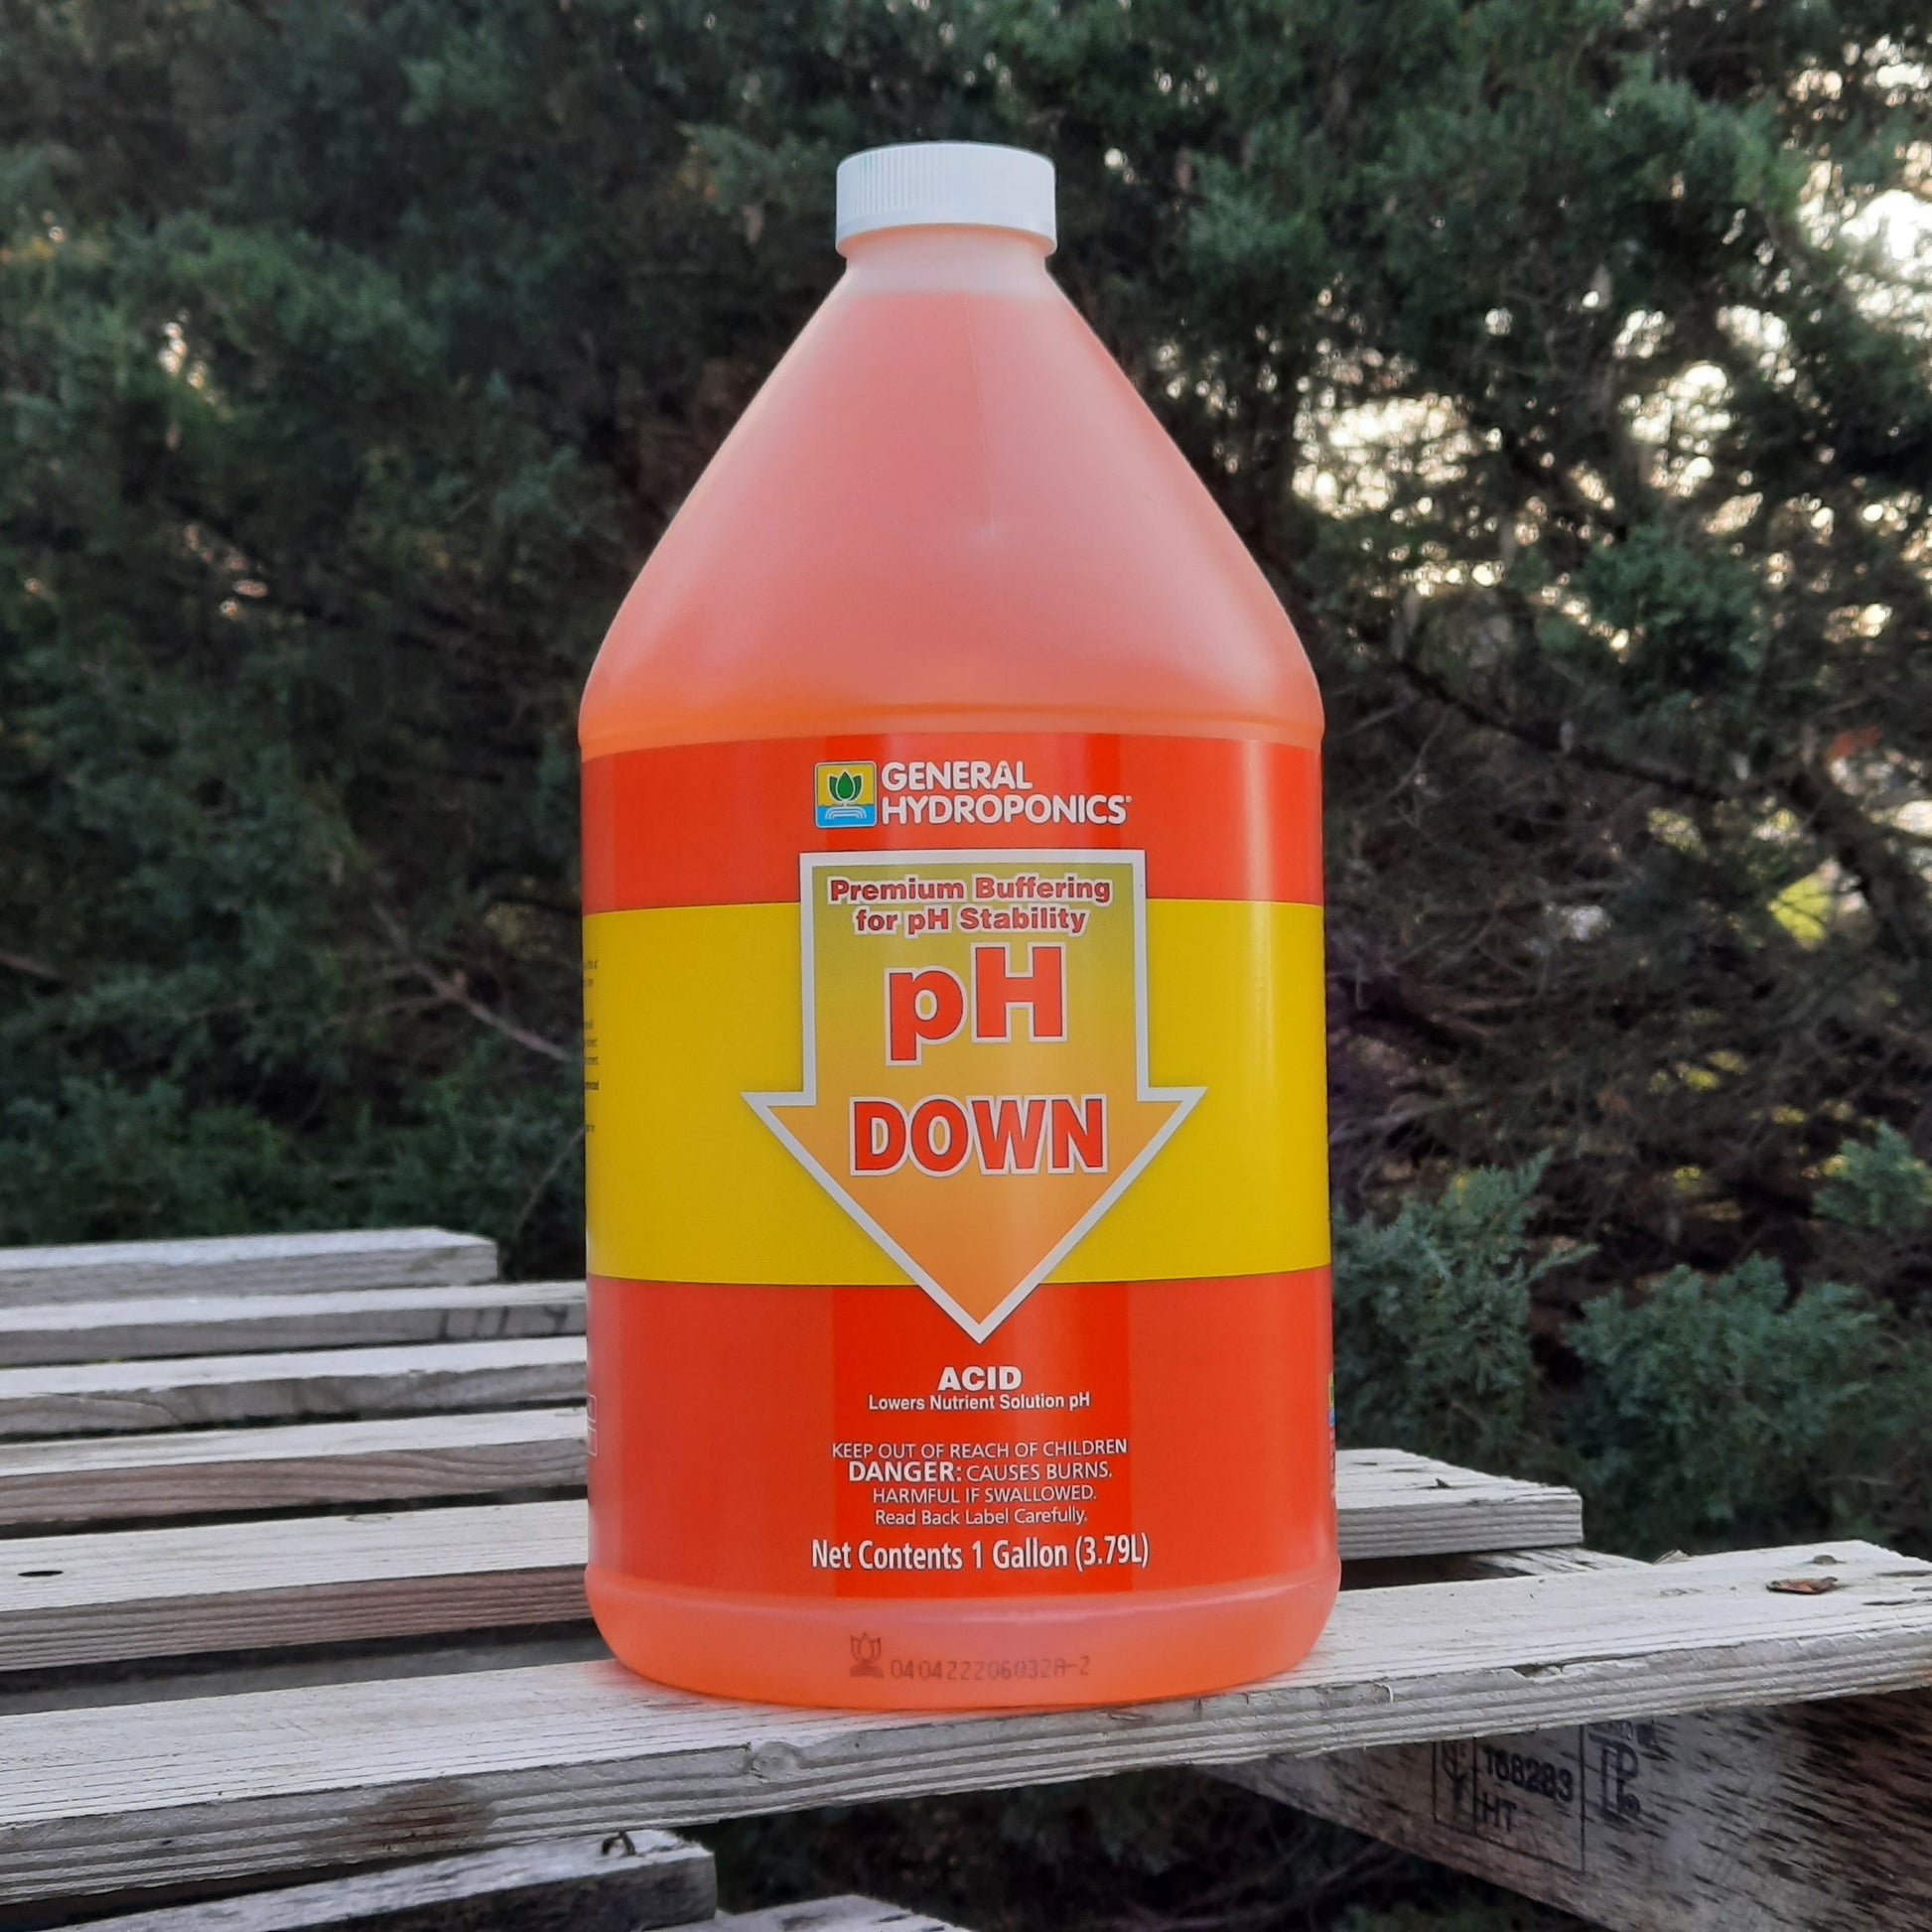 GENERAL
HYDROPONICS
Premium Buffering
for pH Stability
pH
DOWN
ACID
Lowers Nutrient Solution pH
KEEP OUT OF REACH OF CHILDREN
DANGER: CAUSES BURNS.
HARMFUL IF SWALLOWED.
Read Back Label Carefully.
Net Contents 1 Gallon (3.79L)
HT